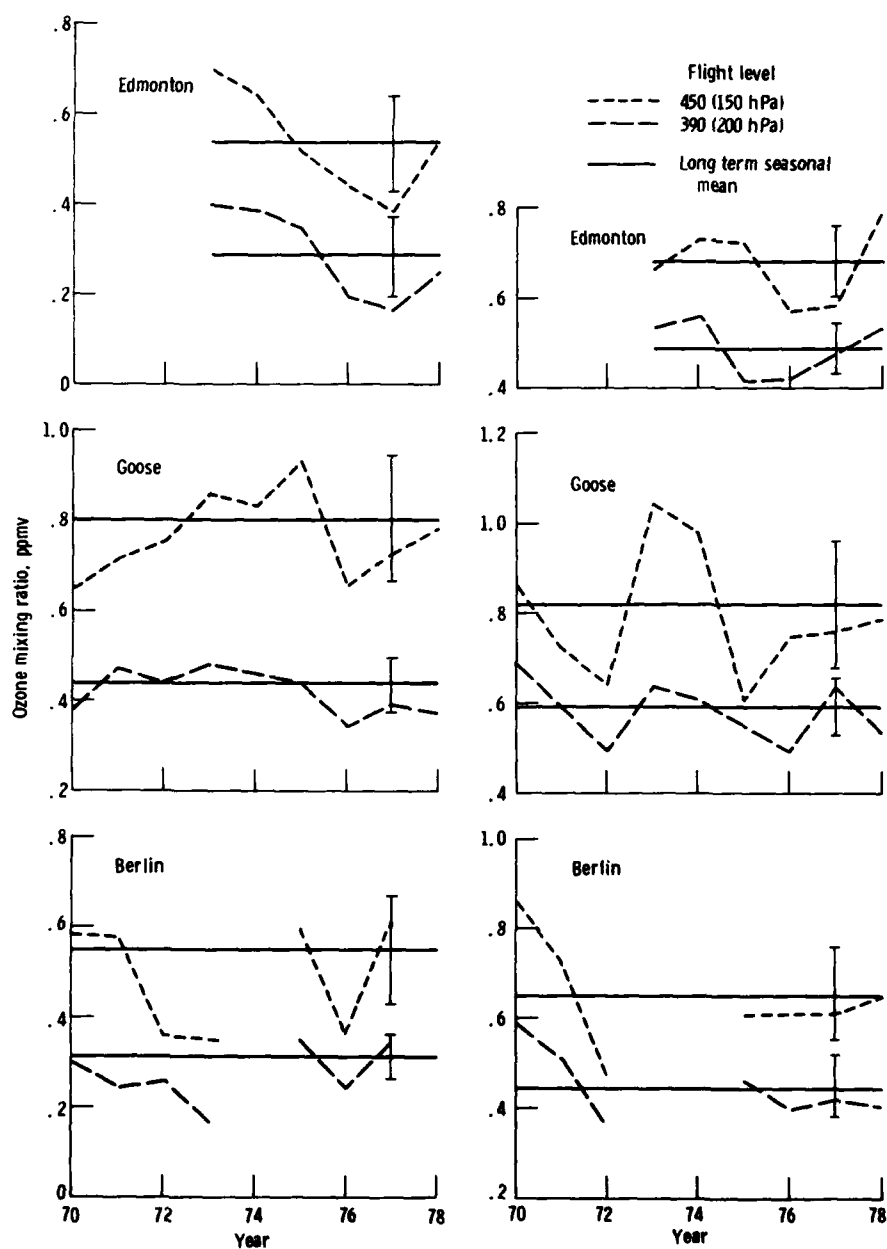 .8
Edmonton
.6
.4
.2
0
Flight level
450 (150 hPa)
390 (200 hPa)
Long term seasonal
mean
.8
Edmonton
.6
.4
Ozone mixing ratio, ppmv
1.0
Goose
.8
.6
.4
.2
1.2
Goose
1.0
.8
.6
.4
.8
Berlin
.6
.4
.2
0
70 72 74 76 78
Year
1.0
Berlin
.8
.6
.4
.2
70 72 74 76 78
Year